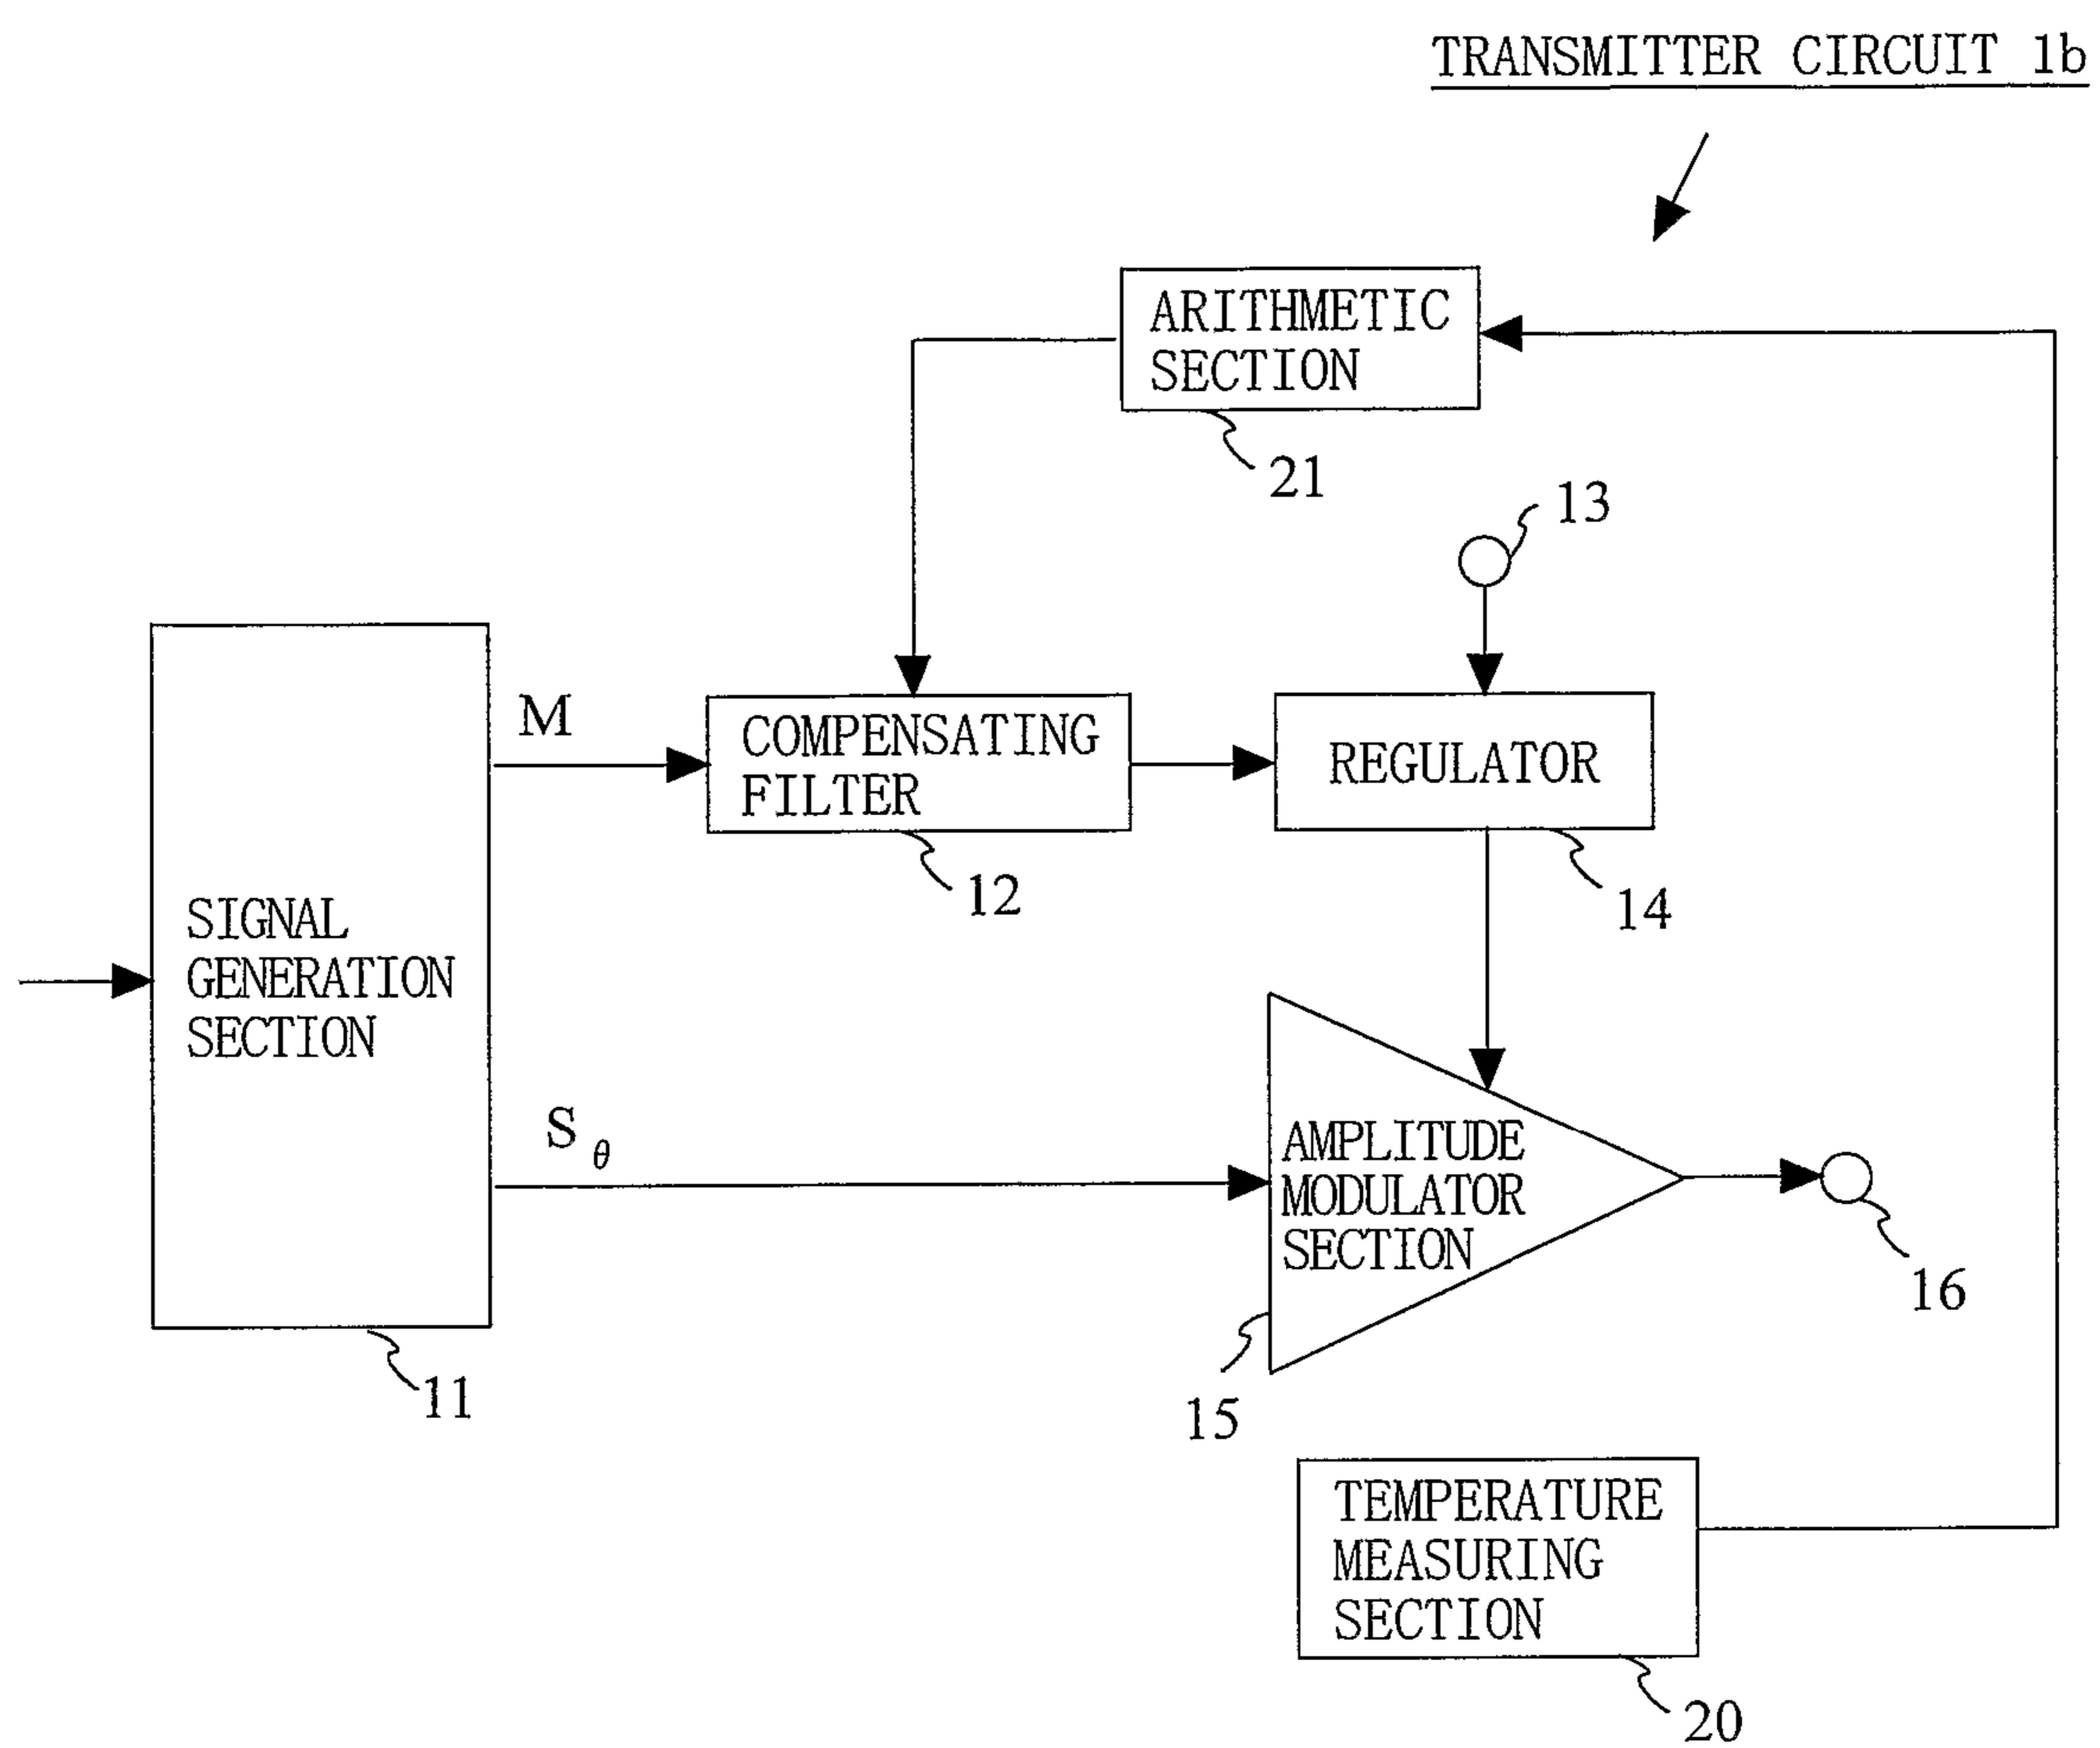 TRANSMITTER CIRCUIT 1b
ARITHMETIC
SECTION
21
13
M
COMPENSATING
FILTER
REGULATOR
12
14
SIGNAL
GENERATION
SECTION
Sθ
AMPLITUDE
MODULATOR
SECTION
16
11
15
TEMPERATURE
MEASURING
SECTION
20